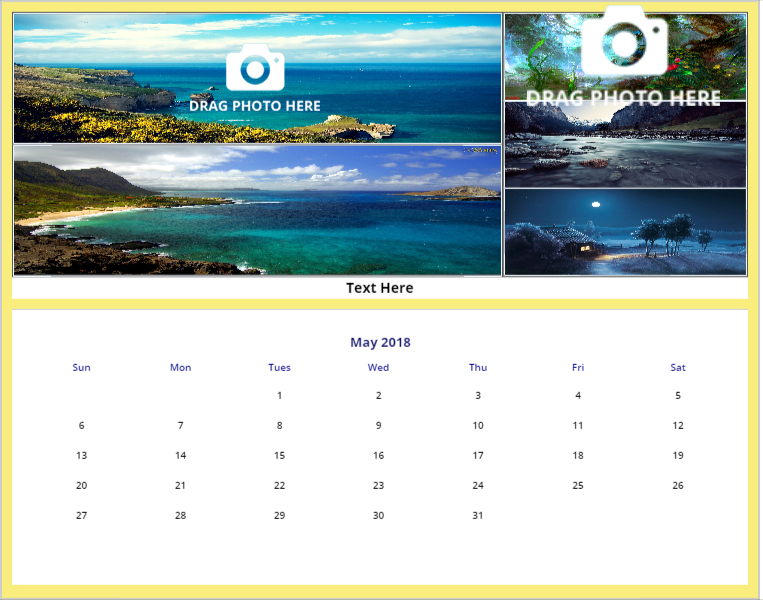 DRAG PHOTO HERE
DRAG PHOTO HERE
Text Here
May 2018
Sun Mon Tues Wed Thu Fri Sat
1 2 3 4 5
6 7 8 9 10 11 12
13 14 15 16 17 18 19
20 21 22 23 24 25 26
27 28 29 30 31